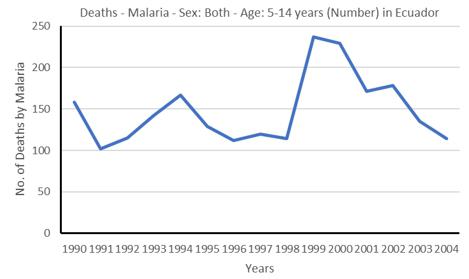 Deaths - Malaria - Sex: Both - Age: 5-14 years (Number) in Ecuador
No. of Deaths by Malaria
250
200
150
100
50
0
1990 1991 1992 1993 1994 1995 1996 1997 1998 1999 2000 2001 2002 2003 2004
Years